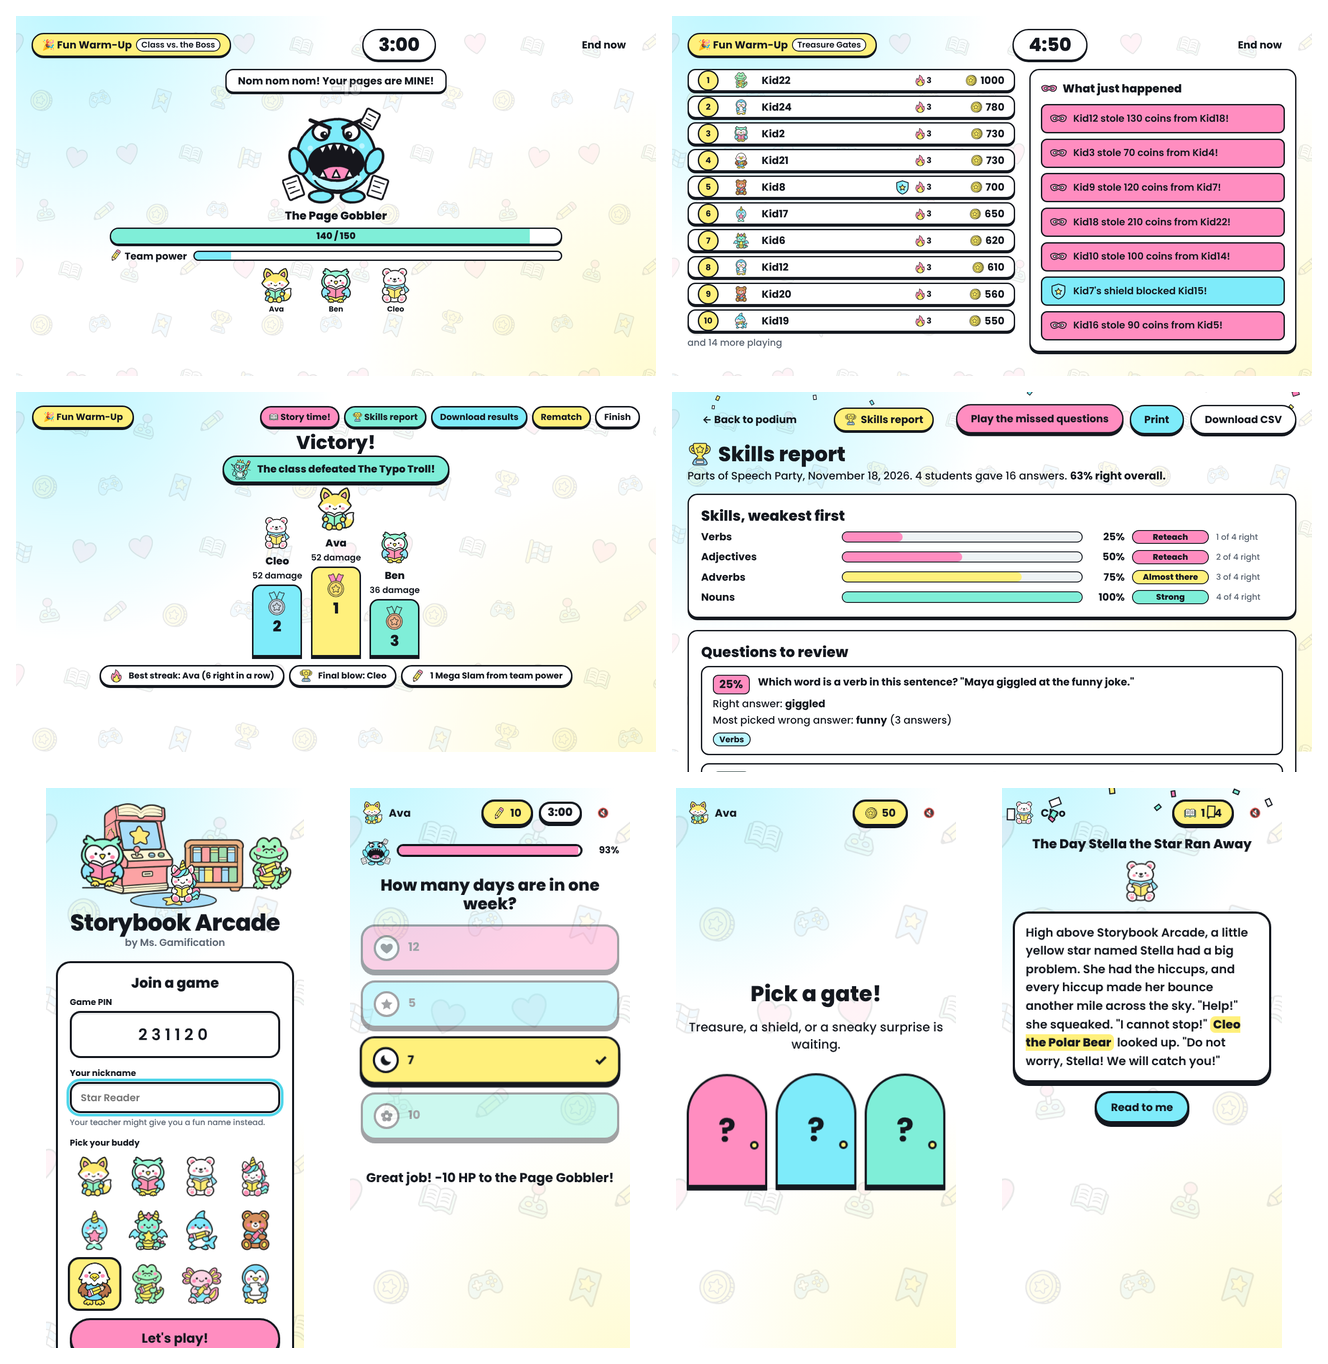 Fun Warm-Up Class vs. the Boss
3:00
End now
Nom nom nom! Your pages are MINE!
The Page Gobbler
140 / 150
Team power
Ava
Ben
Cleo
Fun Warm-Up Treasure Gates
4:50
End now
1 Kid22 3 1000
2 Kid24 3 780
3 Kid2 3 730
4 Kid21 3 730
5 Kid8 3 700
6 Kid17 3 650
7 Kid6 3 620
8 Kid12 3 610
9 Kid20 3 560
10 Kid19 3 550
and 14 more playing
What just happened
Kid12 stole 130 coins from Kid18!
Kid3 stole 70 coins from Kid4!
Kid9 stole 120 coins from Kid7!
Kid18 stole 210 coins from Kid22!
Kid10 stole 100 coins from Kid14!
Kid7's shield blocked Kid15!
Kid16 stole 90 coins from Kid5!
Fun Warm-Up
Story time!
Skills report
Download results
Rematch
Finish
Victory!
The class defeated The Typo Troll!
Ava
52 damage
Cleo
52 damage
Ben
36 damage
1
2
3
Best streak: Ava (6 right in a row)
Final blow: Cleo
1 Mega Slam from team power
← Back to podium
Skills report
Play the missed questions
Print
Download CSV
Skills report
Parts of Speech Party, November 18, 2026. 4 students gave 16 answers. 63% right overall.
Skills, weakest first
Verbs 25% Reteach 1 of 4 right
Adjectives 50% Reteach 2 of 4 right
Adverbs 75% Almost there 3 of 4 right
Nouns 100% Strong 4 of 4 right
Questions to review
25% Which word is a verb in this sentence? "Maya giggled at the funny joke."
Right answer: giggled
Most picked wrong answer: funny (3 answers)
Verbs
Storybook Arcade
by Ms. Gamification
Join a game
Game PIN
231120
Your nickname
Star Reader
Your teacher might give you a fun name instead.
Pick your buddy
Let's play!
Ava
10
3:00
93%
How many days are in one
week?
12
5
7
10
Great job! -10 HP to the Page Gobbler!
Ava
50
Pick a gate!
Treasure, a shield, or a sneaky surprise is
waiting.
?
?
?
The Day Stella the Star Ran Away
High above Storybook Arcade, a little
yellow star named Stella had a big
problem. She had the hiccups, and
every hiccup made her bounce
another mile across the sky. "Help!"
she squeaked. "I cannot stop!" Cleo
the Polar Bear looked up. "Do not
worry, Stella! We will catch you!"
Read to me